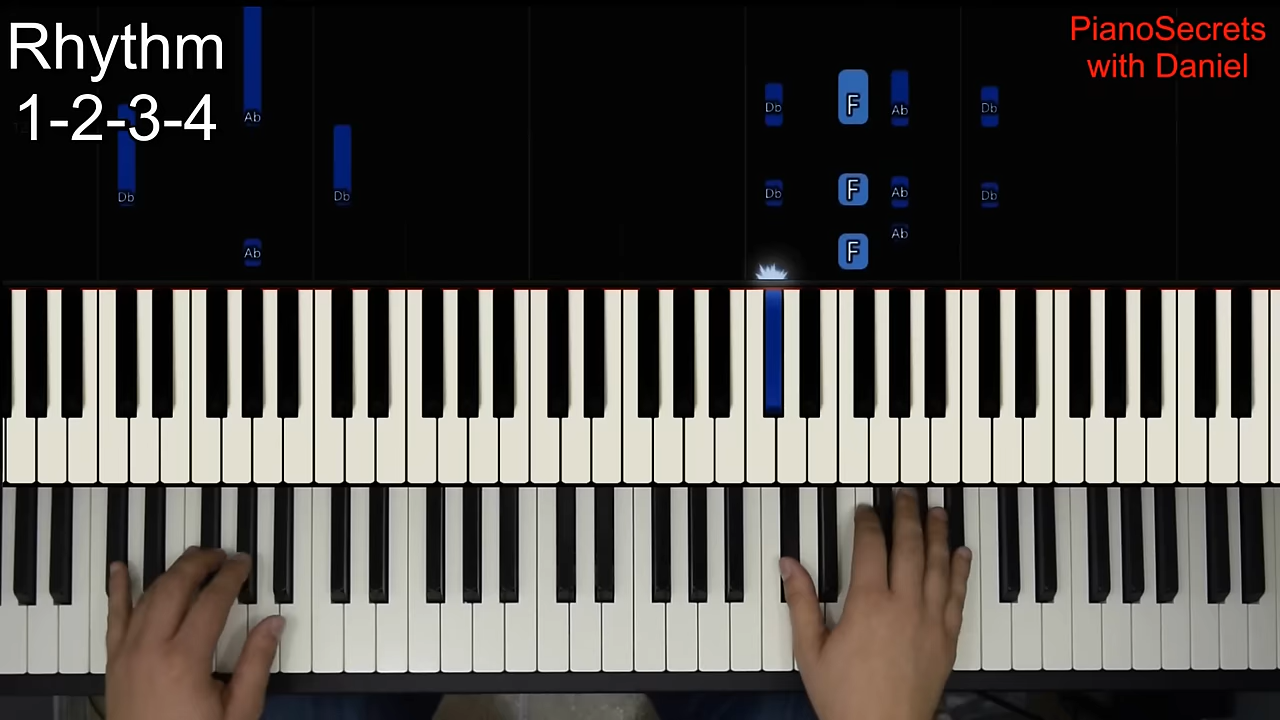 Rhythm
1-2-3-4
PianoSecrets
with Daniel
Db
F
Ab
Db
Ab
Db
Db
Db
F
Ab
Db
Ab
Ab
F